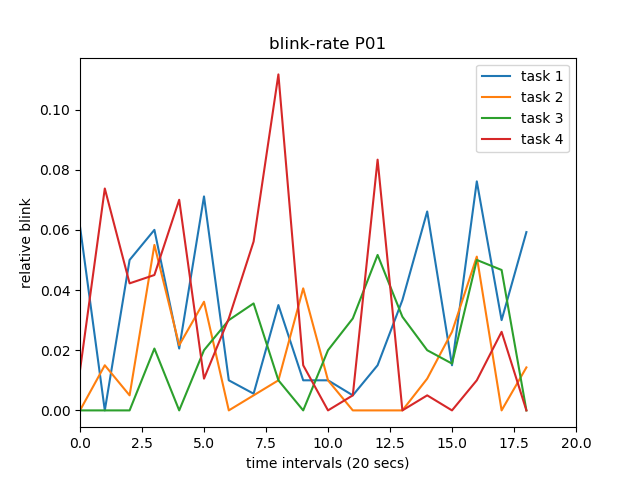 blink-rate P01
task 1
task 2
task 3
task 4
relative blink
0.10
0.08
0.06
0.04
0.02
0.00
0.0 2.5 5.0 7.5 10.0 12.5 15.0 17.5 20.0
time intervals (20 secs)